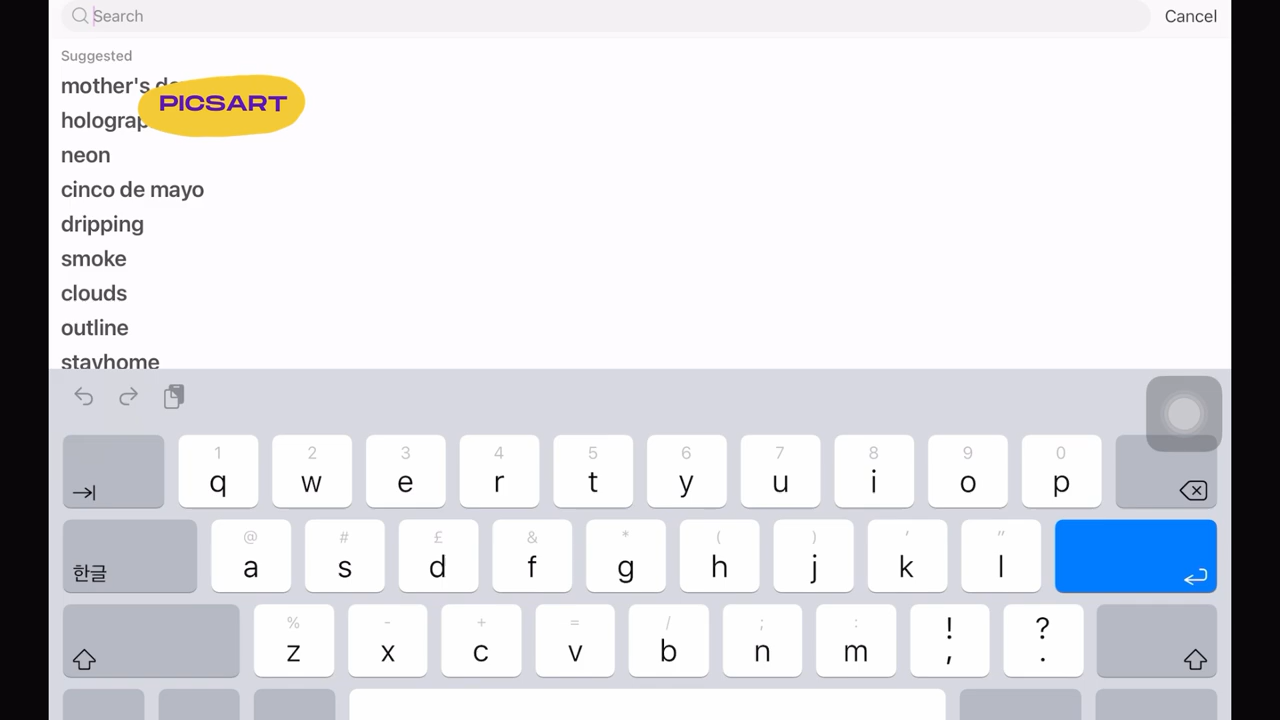 Search
Cancel
Suggested
mother's
PICSART
neon
cinco de mayo
dripping
smoke
clouds
outline
stayhome
1 2 3 4 5 6 7 8 9 0
q w e r t y u i o p
@ # £ & * ( ) ' "
한글 a s d f g h j k l
% - + = / ; : ! ?
z x c v b n m , .